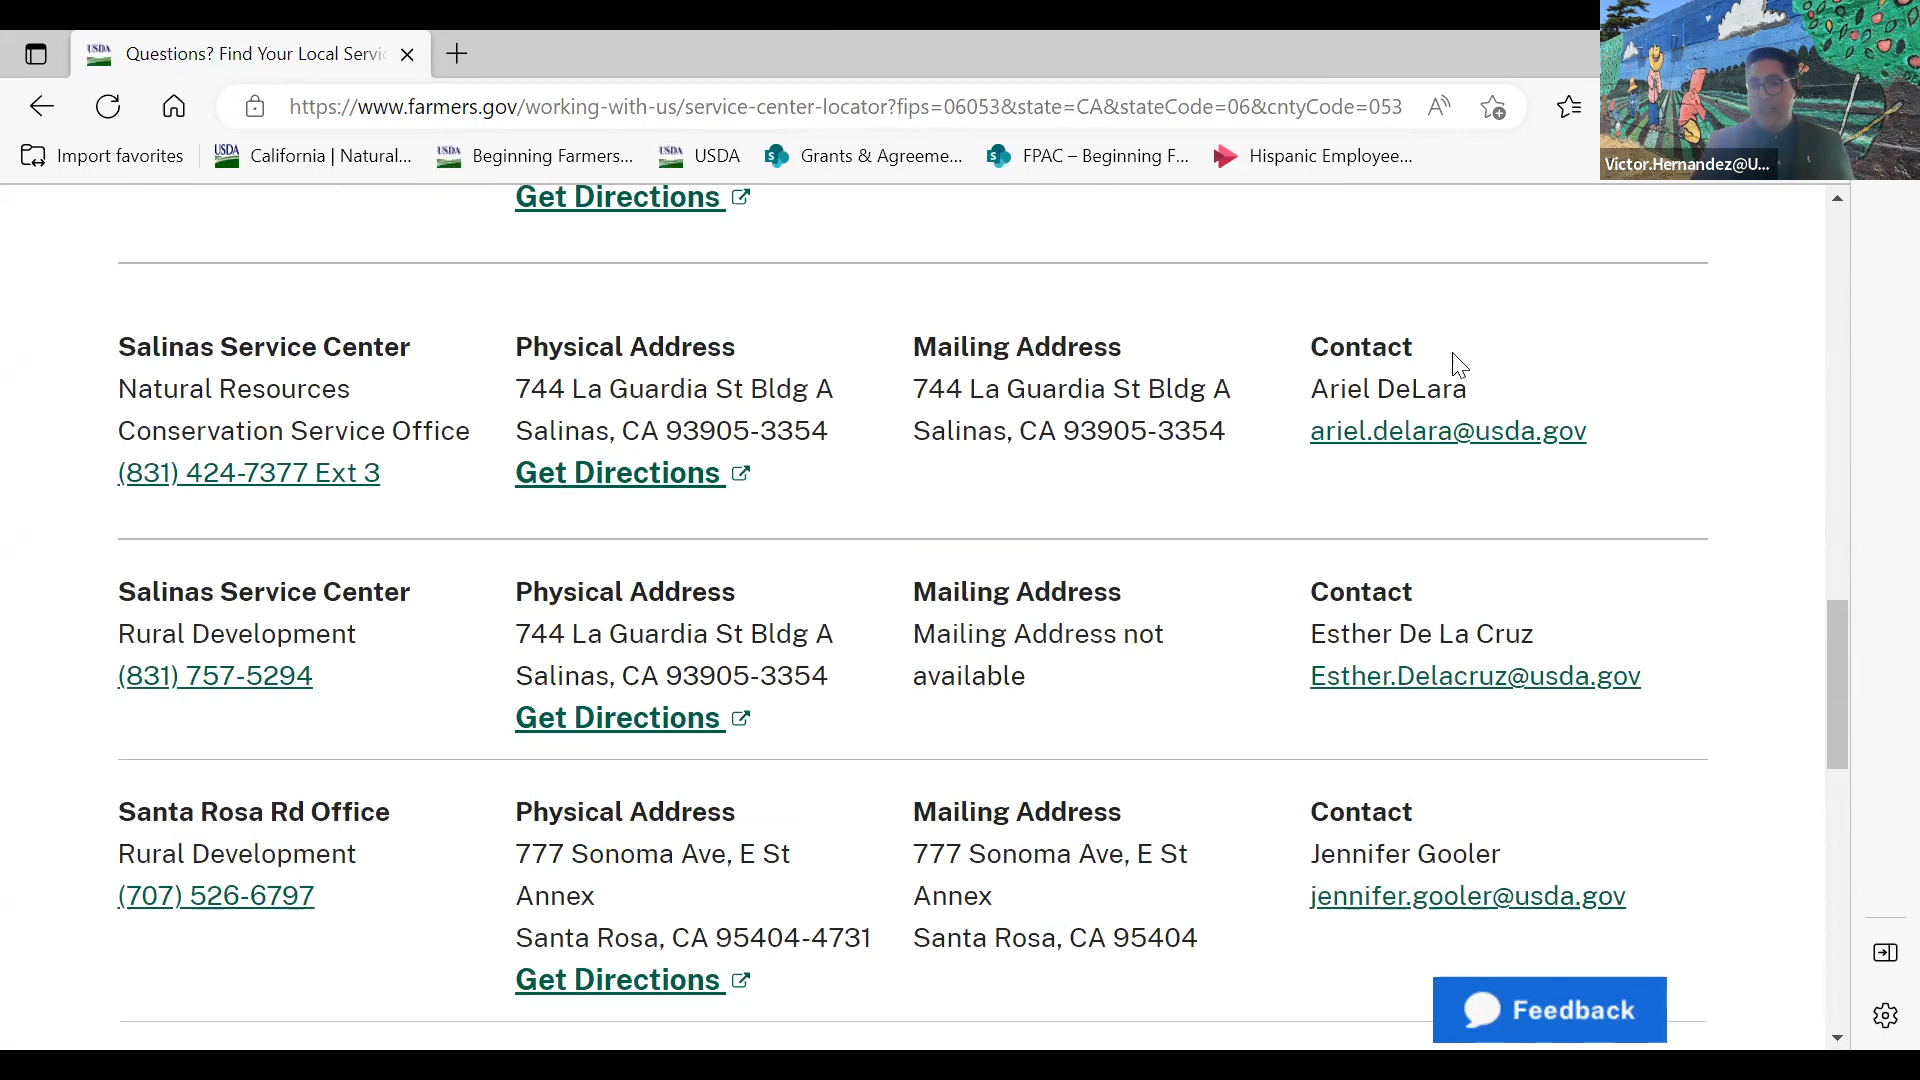 USDA Questions? Find Your Local Servic
https://www.farmers.gov/working-with-us/service-center-locator?fips=06053&state=CA&stateCode=06&cntyCode=053
Import favorites USDA California | Natural... USDA Beginning Farmers... USDA USDA Grants & Agreeme... FPAC – Beginning F... Hispanic Employee...
Victor.Hernandez@U...
Get Directions
Salinas Service Center
Natural Resources
Conservation Service Office
(831) 424-7377 Ext 3
Physical Address
744 La Guardia St Bldg A
Salinas, CA 93905-3354
Get Directions
Mailing Address
744 La Guardia St Bldg A
Salinas, CA 93905-3354
Contact
Ariel DeLara
ariel.delara@usda.gov
Salinas Service Center
Rural Development
(831) 757-5294
Physical Address
744 La Guardia St Bldg A
Salinas, CA 93905-3354
Get Directions
Mailing Address
Mailing Address not
available
Contact
Esther De La Cruz
Esther.Delacruz@usda.gov
Santa Rosa Rd Office
Rural Development
(707) 526-6797
Physical Address
777 Sonoma Ave, E St
Annex
Santa Rosa, CA 95404-4731
Get Directions
Mailing Address
777 Sonoma Ave, E St
Annex
Santa Rosa, CA 95404
Contact
Jennifer Gooler
jennifer.gooler@usda.gov
Feedback